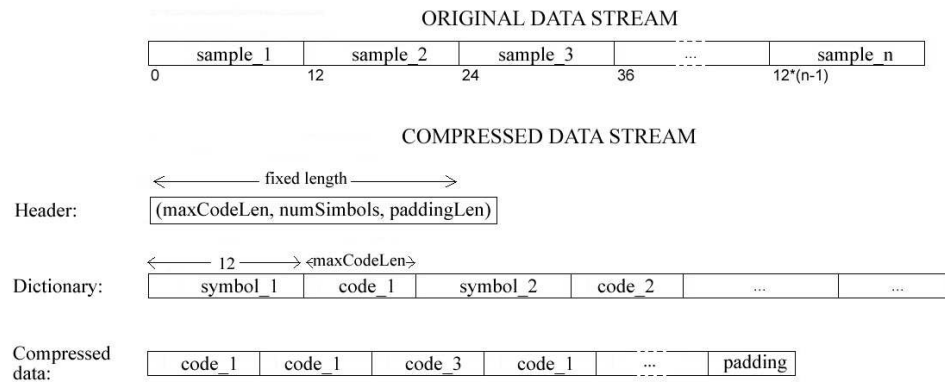 ORIGINAL DATA STREAM
sample_1 sample_2 sample_3 ... sample_n
0 12 24 36 12*(n-1)
COMPRESSED DATA STREAM
fixed length
Header: (maxCodeLen, numSimbols, paddingLen)
12 maxCodeLen
Dictionary: symbol_1 code_1 symbol_2 code_2 ... ...
Compressed
data: code_1 code_1 code_3 code_1 ... padding